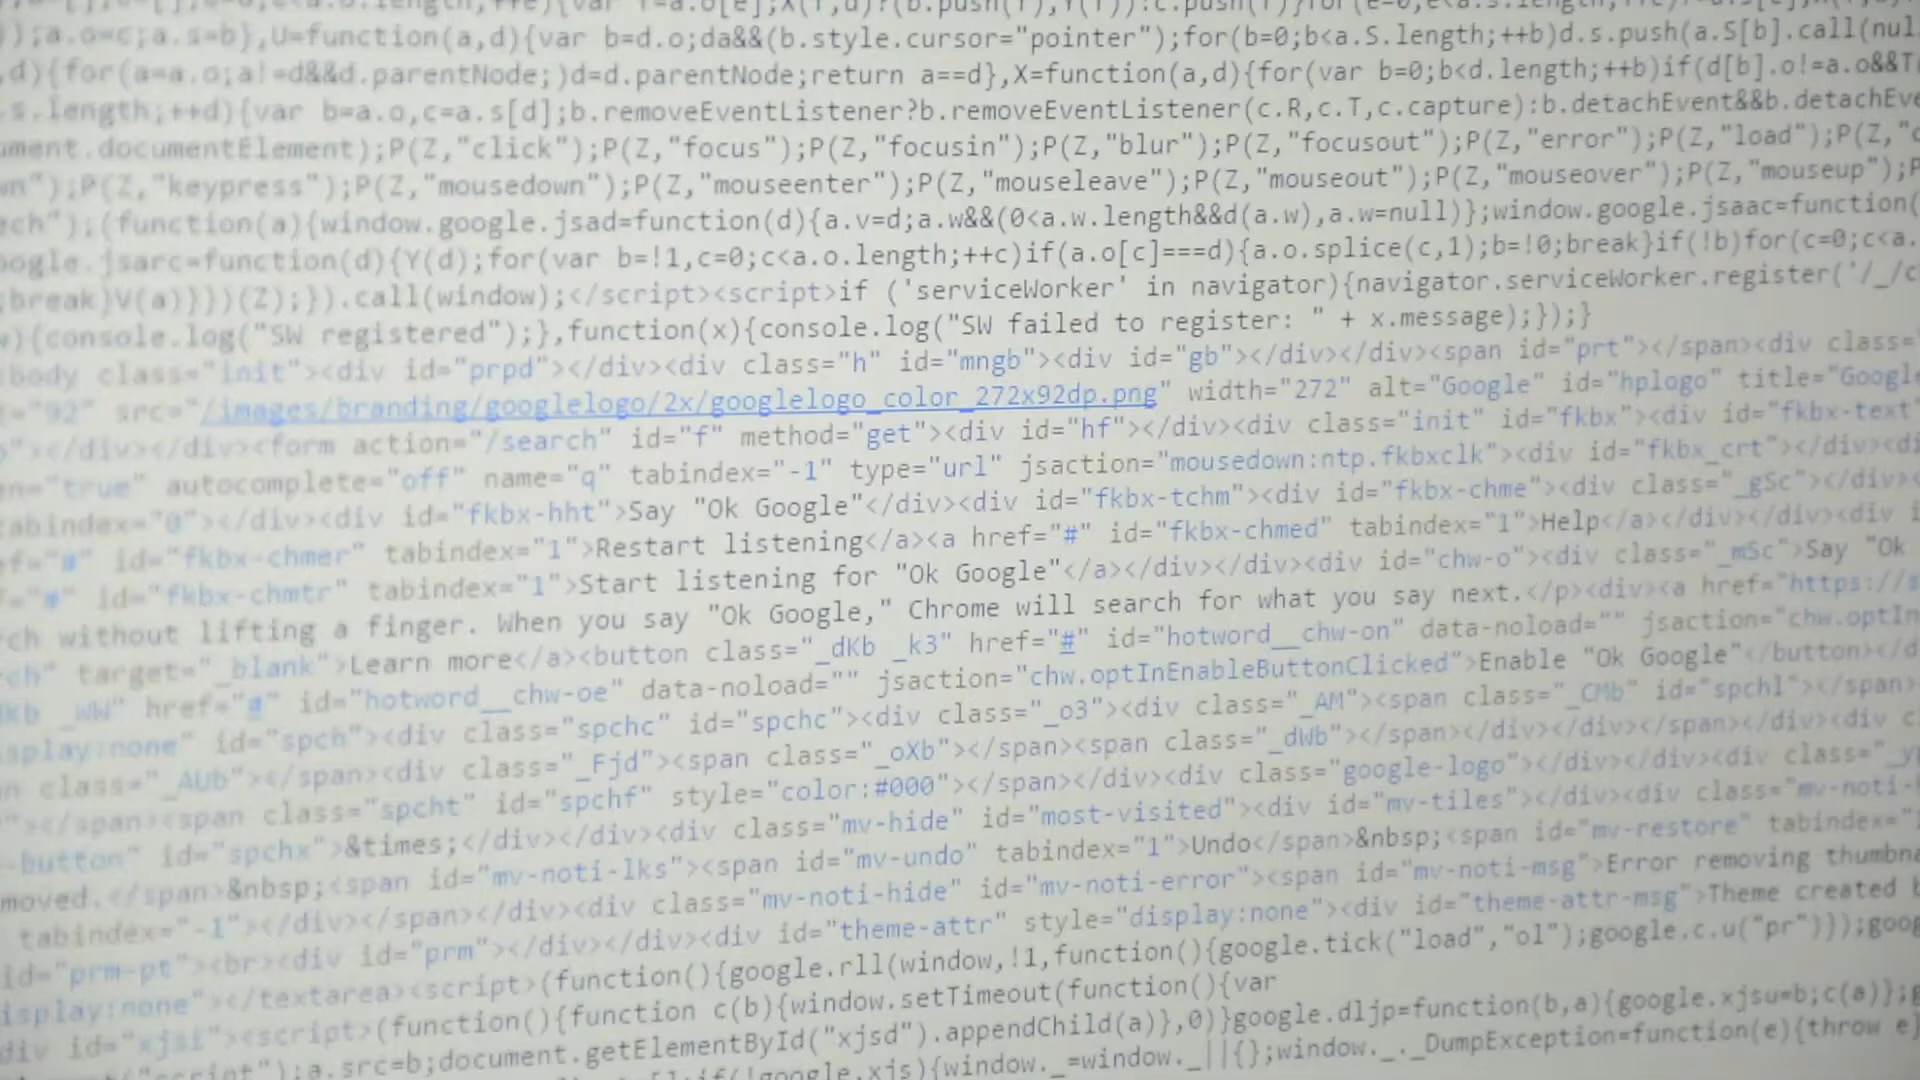 );a.o=c;a.s=b},U=function(a,d){var b=d.o;da&&(b.style.cursor="pointer");for(b=0;b<a.S.length;++b)d.s.push(a.S[b].call(nul
,d){for(a=a.o;a!=d&&d.parentNode;)d=d.parentNode;return a==d},X=function(a,d){for(var b=0;b<d.length;++b)if(d[b].o!=a.o&&T
s.length;++d){var b=a.o,c=a.s[d];b.removeEventListener?b.removeEventListener(c.R,c.T,c.capture):b.detachEvent&&b.detachEve
ument.documentElement);P(Z,"click");P(Z,"focus");P(Z,"focusin");P(Z,"blur");P(Z,"focusout");P(Z,"error");P(Z,"load");P(Z,"
wn");P(Z,"keypress");P(Z,"mousedown");P(Z,"mouseenter");P(Z,"mouseleave");P(Z,"mouseout");P(Z,"mouseover");P(Z,"mouseup");P
ech");(function(a){window.google.jsad=function(d){a.v=d;a.w&&(0<a.w.length&&d(a.w),a.w=null)};window.google.jsaac=function(
oogle.jsarc=function(d){Y(d);for(var b=!1,c=0;c<a.o.length;++c)if(a.o[c]===d){a.o.splice(c,1);b=!0;break}if(!b)for(c=0;c<a.
;break}V(a)}})(Z);}).call(window);</script><script>if ('serviceWorker' in navigator){navigator.serviceWorker.register('/_/c
){console.log("SW registered");},function(x){console.log("SW failed to register: " + x.message);});}
body class="init"><div id="prpd"></div><div class="h" id="mngb"><div id="gb"></div></div><span id="prt"></span><div class="
="92" src="/images/branding/googlelogo/2x/googlelogo_color_272x92dp.png" width="272" alt="Google" id="hplogo" title="Google
"></div></div><form action="/search" id="f" method="get"><div id="hf"></div><div class="init" id="fkbx"><div id="fkbx-text"
en="true" autocomplete="off" name="q" tabindex="-1" type="url" jsaction="mousedown:ntp.fkbxclk"><div id="fkbx_crt"></div><di
abindex="0"></div><div id="fkbx-hht">Say "Ok Google"</div><div id="fkbx-tchm"><div id="fkbx-chme"><div class="_gSc"></div>
ef="#" id="fkbx-chmer" tabindex="1">Restart listening</a><a href="#" id="fkbx-chmed" tabindex="1">Help</a></div></div><div i
="#" id="fkbx-chmtr" tabindex="1">Start listening for "Ok Google"</a></div></div><div id="chw-o"><div class="_mSc">Say "Ok
rch without lifting a finger. When you say "Ok Google," Chrome will search for what you say next.</p><div><a href="https://s
rch" target="_blank">Learn more</a><button class="_dKb _k3" href="#" id="hotword__chw-on" data-noload="" jsaction="chw.optIn
Kb _WW" href="#" id="hotword__chw-oe" data-noload="" jsaction="chw.optInEnableButtonClicked">Enable "Ok Google"</button></d
isplay:none" id="spch"><div class="spchc" id="spchc"><div class="_o3"><div class="_AM"><span class="_CMb" id="spchl"></span>
n class="_AUb"></span><div class="_Fjd"><span class="_oXb"></span><span class="_dWb"></span></div></div></span></div><div c
"></span><span class="spcht" id="spchf" style="color:#000"></span></div><div class="google-logo"></div></div><div class="_y
-button" id="spchx">&times;</div></div><div class="mv-hide" id="most-visited"><div id="mv-tiles"></div><div class="mv-noti-
moved.</span>&nbsp;<span id="mv-noti-lks"><span id="mv-undo" tabindex="1">Undo</span>&nbsp;<span id="mv-restore" tabindex="
tabindex="-1"></div></span></div><div class="mv-noti-hide" id="mv-noti-error"><span id="mv-noti-msg">Error removing thumbna
id="prm-pt"><br><div id="prm"></div></div><div id="theme-attr" style="display:none"><div id="theme-attr-msg">Theme created b
isplay:none"></textarea><script>(function(){google.rll(window,!1,function(){google.tick("load","ol");google.c.u("pr")});goog
div id="xjsi"><script>(function(){function c(b){window.setTimeout(function(){var
"script");a.src=b;document.getElementById("xjsd").appendChild(a)},0)}google.dljp=function(b,a){google.xjsu=b;c(a)};g
if(!google.xjs){window._=window._||{};window._._DumpException=function(e){throw e}